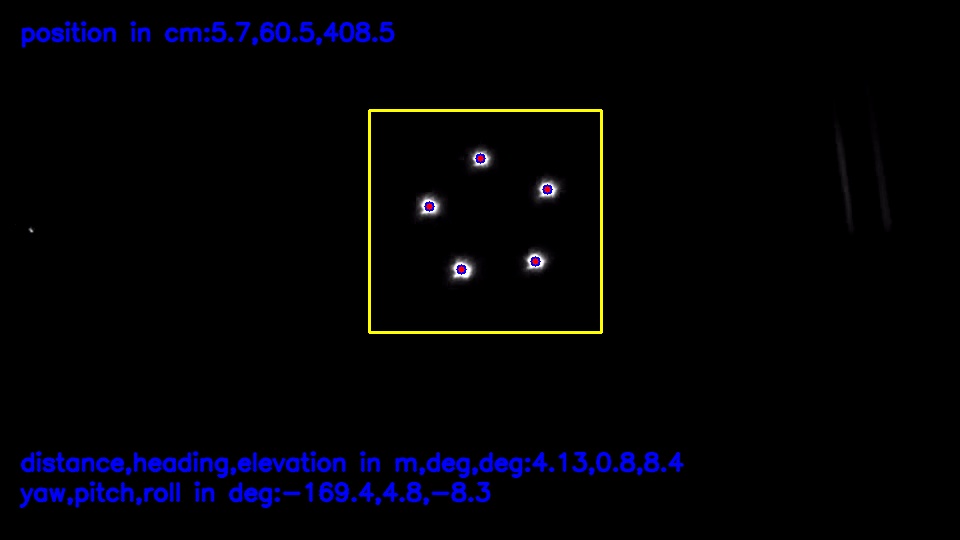 position in cm:5.7,60.5,408.5
distance,heading,elevation in m,deg,deg:4.13,0.8,8.4
yaw,pitch,roll in deg:-169.4,4.8,-8.3